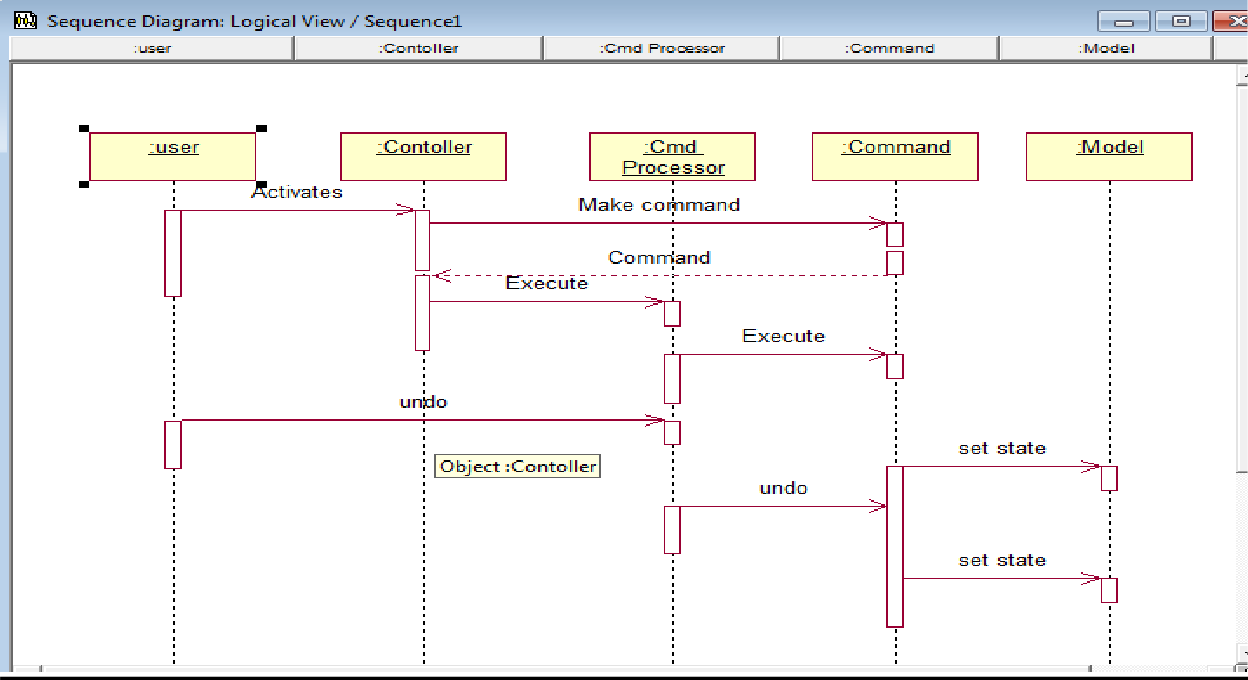 Sequence Diagram: Logical View / Sequence1
:user :Contoller :Cmd Processor :Command :Model
:user
:Contoller
:Cmd
Processor
:Command
:Model
Activates
Make command
Command
Execute
Execute
undo
set state
Object :Contoller
undo
set state